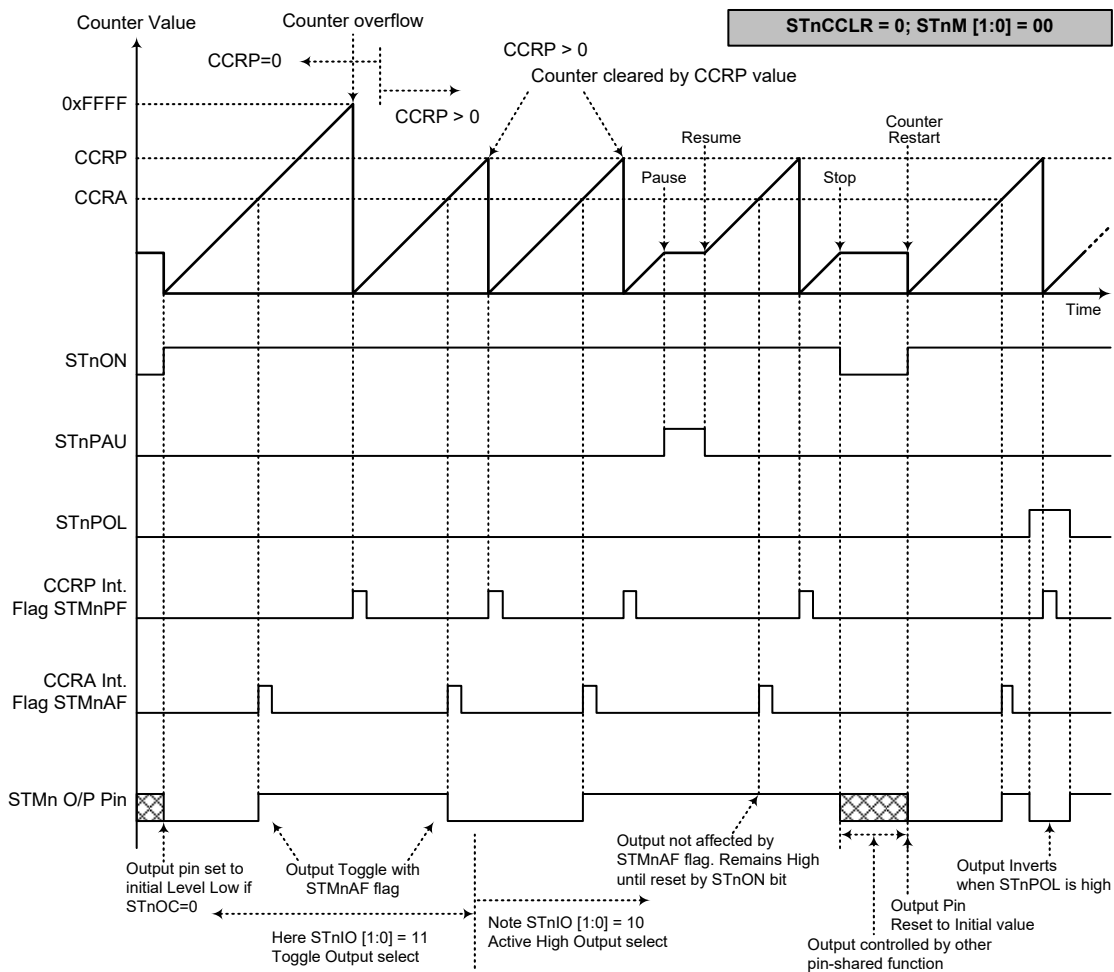 Counter Value
Counter overflow
STnCCLR = 0; STnM [1:0] = 00
CCRP=0
CCRP > 0
CCRP > 0
Counter cleared by CCRP value
0xFFFF
CCRP
CCRA
Pause
Resume
Stop
Counter
Restart
Time
STnON
STnPAU
STnPOL
CCRP Int.
Flag STMnPF
CCRA Int.
Flag STMnAF
STMn O/P Pin
Output pin set to
initial Level Low if
STnOC=0
Output Toggle with
STMnAF flag
Output not affected by
STMnAF flag. Remains High
until reset by STnON bit
Output Inverts
when STnPOL is high
Here STnIO [1:0] = 11
Toggle Output select
Note STnIO [1:0] = 10
Active High Output select
Output Pin
Reset to Initial value
Output controlled by other
pin-shared function